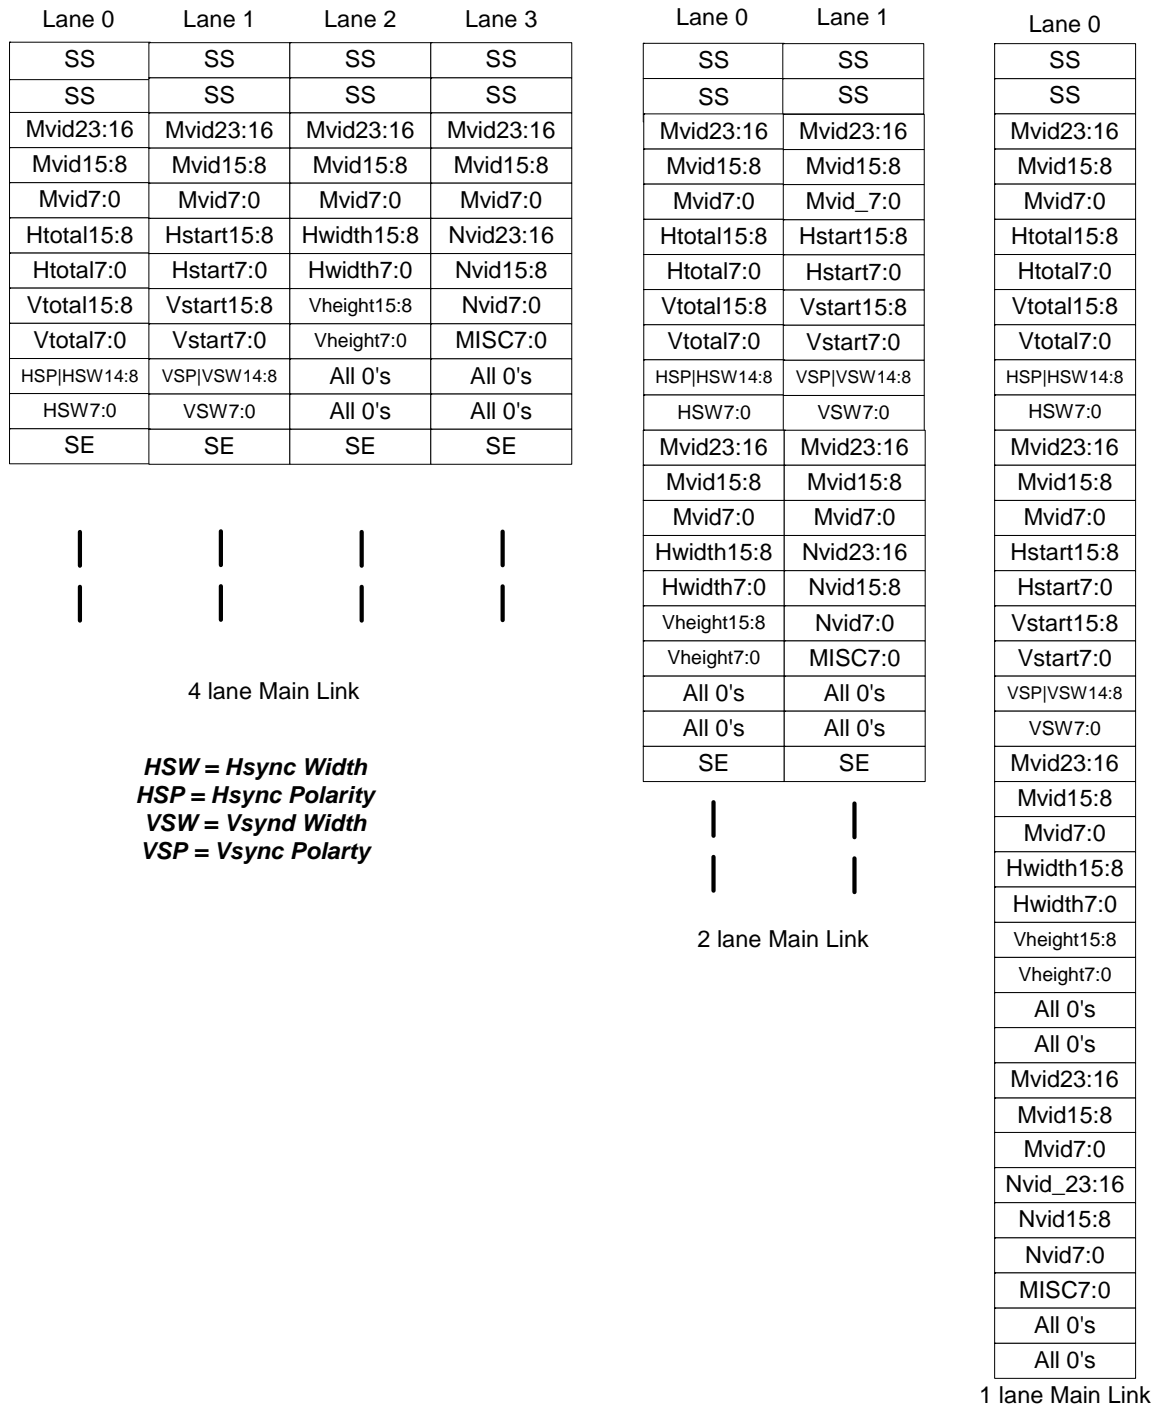 Lane 0 Lane 1 Lane 2 Lane 3
SS SS SS SS
SS SS SS SS
Mvid23:16 Mvid23:16 Mvid23:16 Mvid23:16
Mvid15:8 Mvid15:8 Mvid15:8 Mvid15:8
Mvid7:0 Mvid7:0 Mvid7:0 Mvid7:0
Htotal15:8 Hstart15:8 Hwidth15:8 Nvid23:16
Htotal7:0 Hstart7:0 Hwidth7:0 Nvid15:8
Vtotal15:8 Vstart15:8 Vheight15:8 Nvid7:0
Vtotal7:0 Vstart7:0 Vheight7:0 MISC7:0
HSP|HSW14:8 VSP|VSW14:8 All 0's All 0's
HSW7:0 VSW7:0 All 0's All 0's
SE SE SE SE
4 lane Main Link
HSW = Hsync Width
HSP = Hsync Polarity
VSW = Vsynd Width
VSP = Vsync Polarty
Lane 0 Lane 1
SS SS
SS SS
Mvid23:16 Mvid23:16
Mvid15:8 Mvid15:8
Mvid7:0 Mvid_7:0
Htotal15:8 Hstart15:8
Htotal7:0 Hstart7:0
Vtotal15:8 Vstart15:8
Vtotal7:0 Vstart7:0
HSP|HSW14:8 VSP|VSW14:8
HSW7:0 VSW7:0
Mvid23:16 Mvid23:16
Mvid15:8 Mvid15:8
Mvid7:0 Mvid7:0
Hwidth15:8 Nvid23:16
Hwidth7:0 Nvid15:8
Vheight15:8 Nvid7:0
Vheight7:0 MISC7:0
All 0's All 0's
All 0's All 0's
SE SE
2 lane Main Link
Lane 0
SS
SS
Mvid23:16
Mvid15:8
Mvid7:0
Htotal15:8
Htotal7:0
Vtotal15:8
Vtotal7:0
HSP|HSW14:8
HSW7:0
Mvid23:16
Mvid15:8
Mvid7:0
Hstart15:8
Hstart7:0
Vstart15:8
Vstart7:0
VSP|VSW14:8
VSW7:0
Mvid23:16
Mvid15:8
Mvid7:0
Hwidth15:8
Hwidth7:0
Vheight15:8
Vheight7:0
All 0's
All 0's
Mvid23:16
Mvid15:8
Mvid7:0
Nvid_23:16
Nvid15:8
Nvid7:0
MISC7:0
All 0's
All 0's
1 lane Main Link